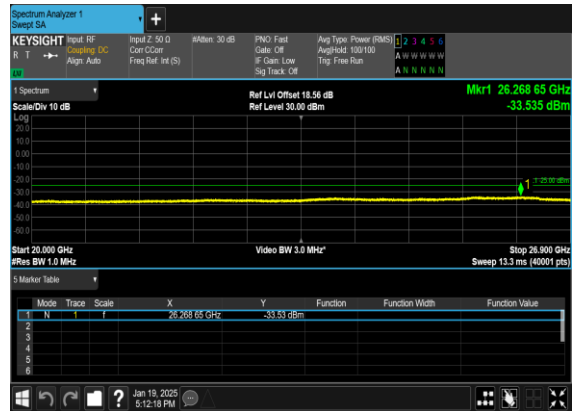 Spectrum Analyzer 1
Swept SA
+
KEYSIGHT Input: RF Input Z: 50 Ω #Atten: 30 dB PNO: Fast Avg Type: Power (RMS) 1 2 3 4 5 6
R T Coupling: DC Corr CCorr Gate: Off Avg|Hold: 100/100 A W W W W W
Align: Auto Freq Ref: Int (S) IF Gain: Low Trig: Free Run A N N N N N
Sig Track: Off
1 Spectrum Ref Lvl Offset 18.56 dB Mkr1 26.268 65 GHz
Scale/Div 10 dB Ref Level 30.00 dBm -33.535 dBm
Log
20.0
10.0
0.00
-10.0
-20.0
-30.0
-40.0
-50.0
-60.0
1
-25.00 dBm
Start 20.000 GHz Video BW 3.0 MHz* Stop 26.900 GHz
#Res BW 1.0 MHz Sweep 13.3 ms (40001 pts)
5 Marker Table
Mode Trace Scale X Y Function Function Width Function Value
1 N 1 f 26.268 65 GHz -33.53 dBm
2
3
4
5
6
? Jan 19, 2025
5:12:18 PM